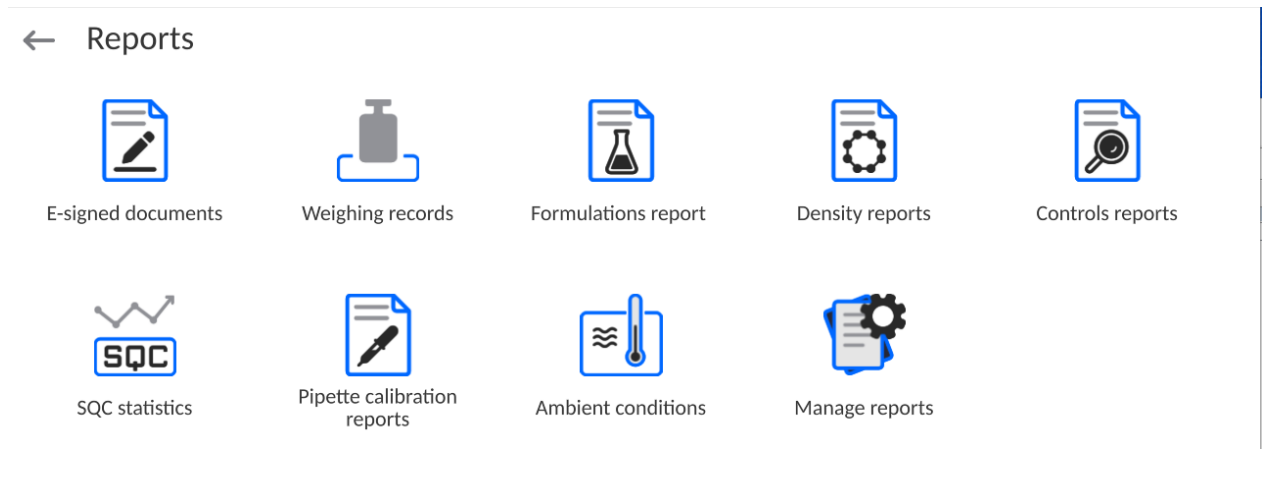 Reports
E-signed documents
Weighing records
Formulations report
Density reports
Controls reports
SQC
SQC statistics
Pipette calibration
reports
Ambient conditions
Manage reports